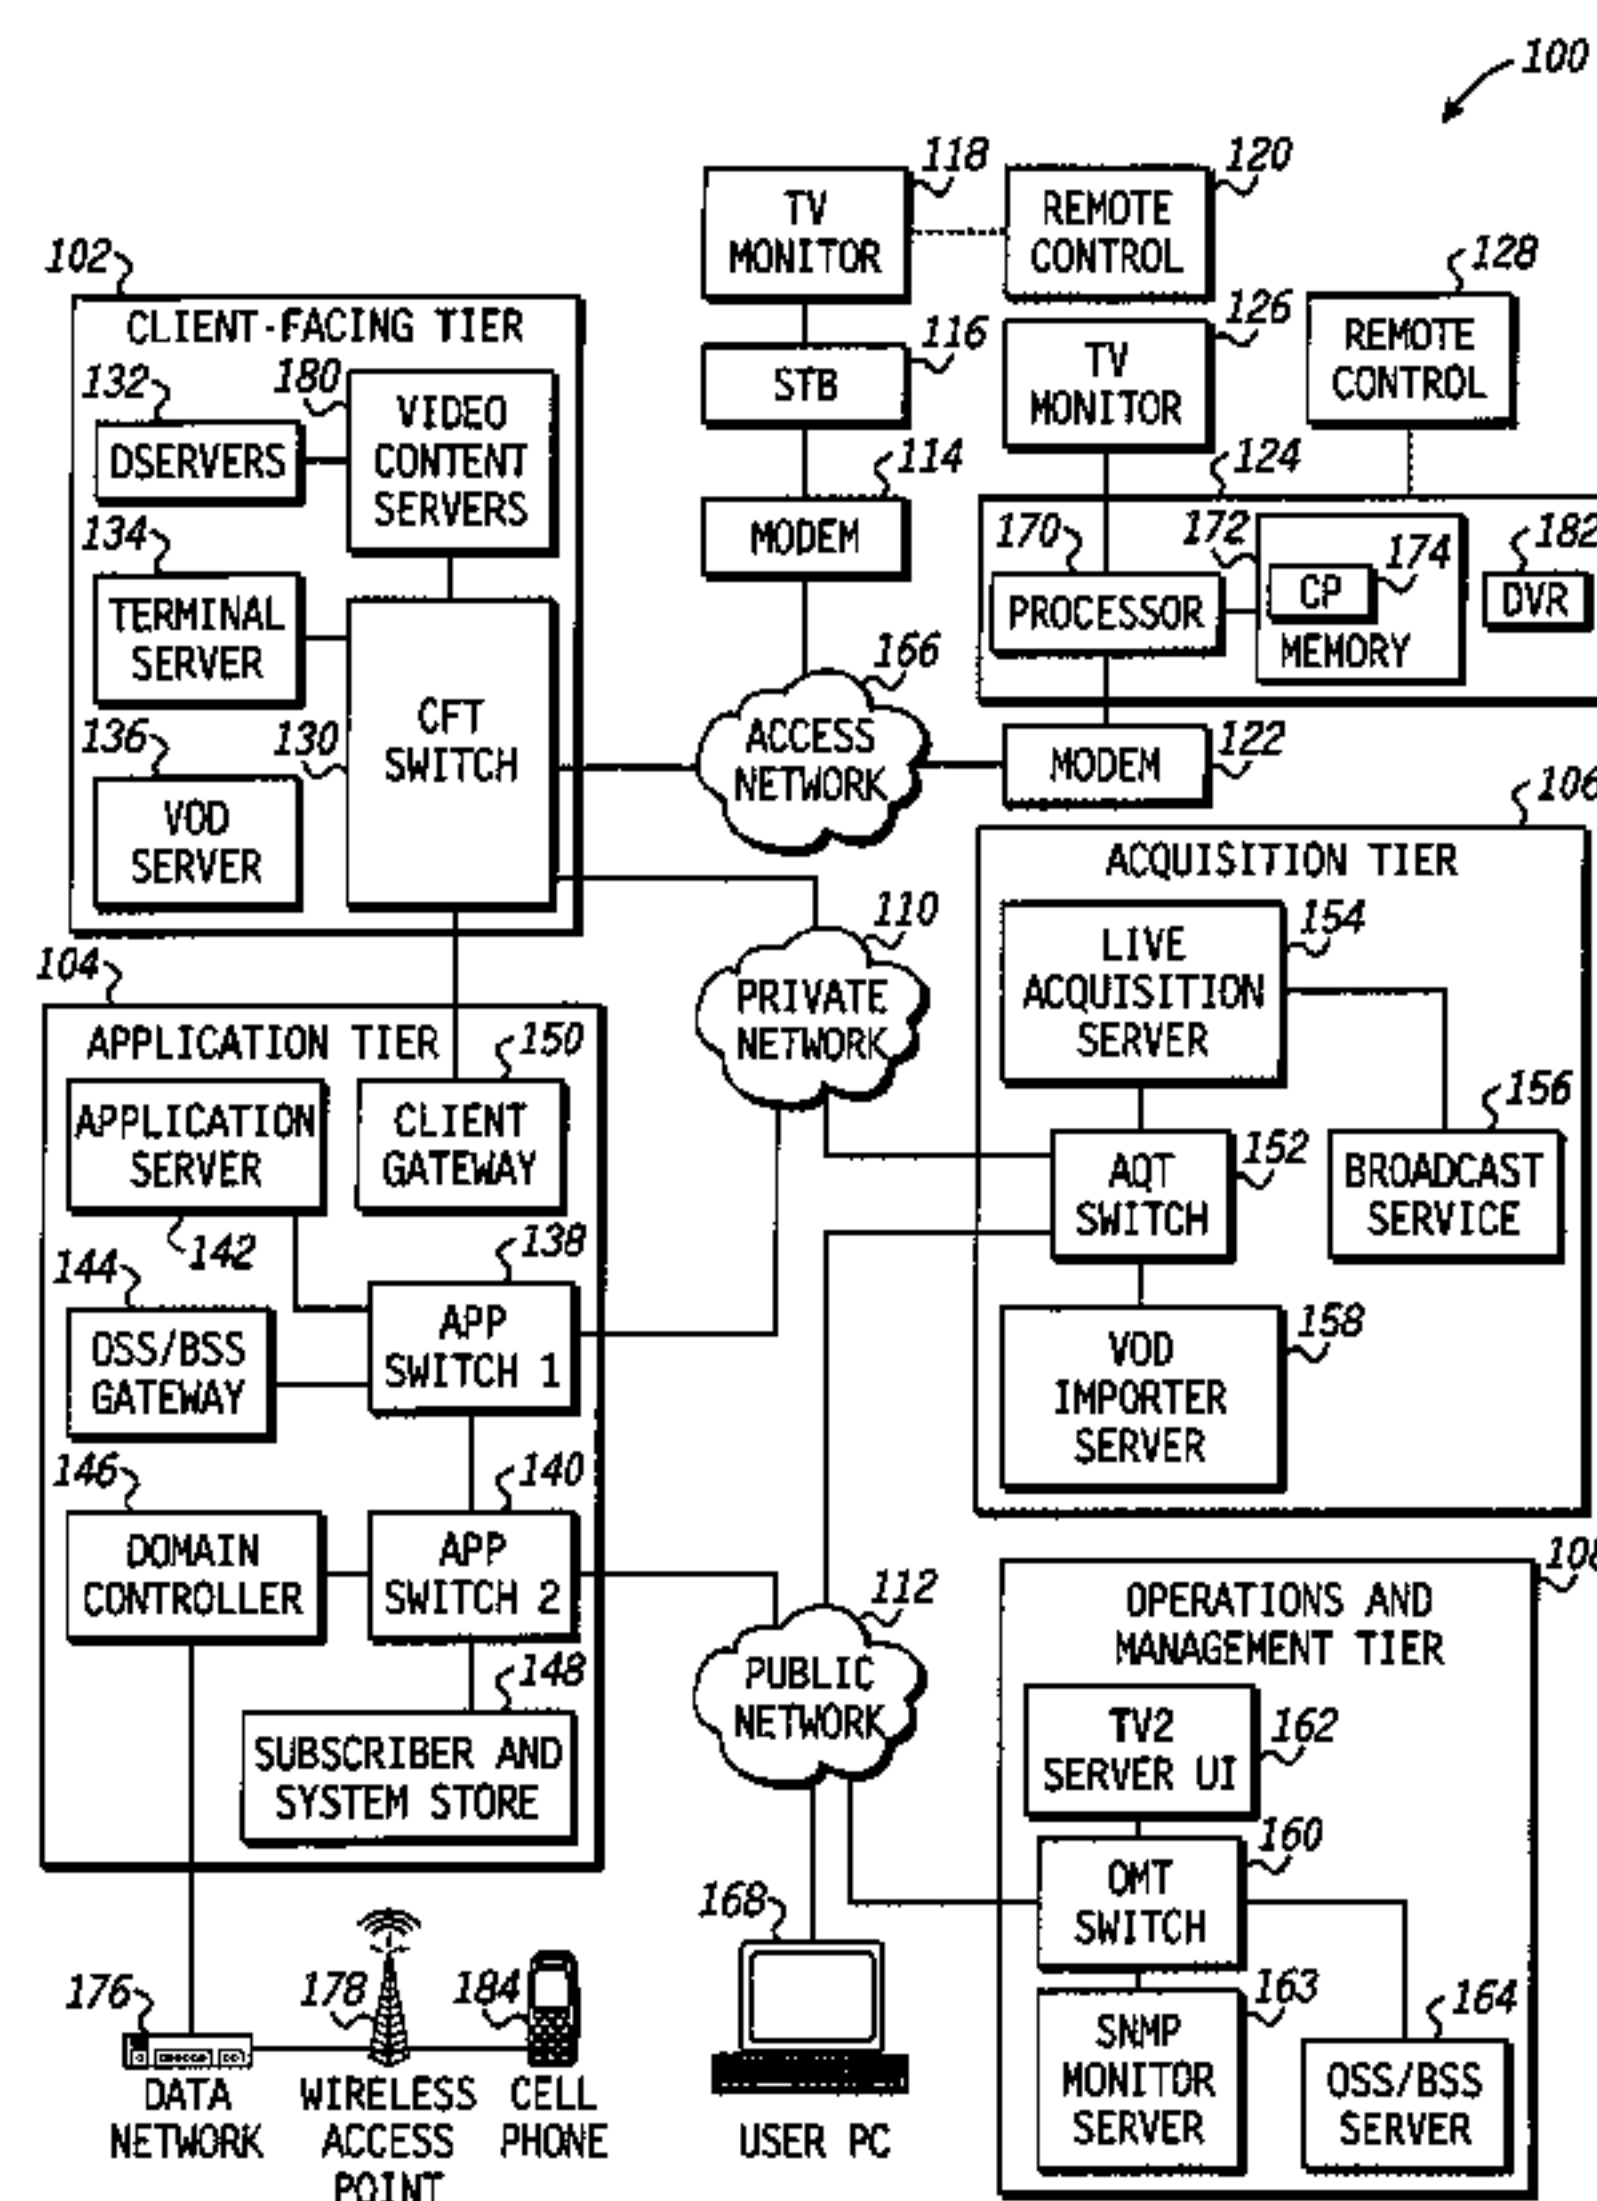 100
118
TV
MONITOR
120
REMOTE
CONTROL
102
CLIENT-FACING TIER
128
REMOTE
CONTROL
116
STB
126
TV
MONITOR
132
DSERVERS
180
VIDEO
CONTENT
SERVERS
114
MODEM
124
134
TERMINAL
SERVER
170
PROCESSOR
172
CP
174
MEMORY
182
DVR
136
VOD
SERVER
130
CFT
SWITCH
166
ACCESS
NETWORK
122
MODEM
106
ACQUISITION TIER
110
PRIVATE
NETWORK
154
LIVE
ACQUISITION
SERVER
104
APPLICATION TIER
150
CLIENT
GATEWAY
APPLICATION
SERVER
142
152
AQT
SWITCH
156
BROADCAST
SERVICE
144
OSS/BSS
GATEWAY
138
APP
SWITCH 1
158
VOD
IMPORTER
SERVER
146
DOMAIN
CONTROLLER
140
APP
SWITCH 2
112
PUBLIC
NETWORK
108
OPERATIONS AND
MANAGEMENT TIER
148
SUBSCRIBER AND
SYSTEM STORE
162
TV2
SERVER UI
160
OMT
SWITCH
168
USER PC
163
SNMP
MONITOR
SERVER
164
OSS/BSS
SERVER
176
DATA
NETWORK
178
WIRELESS
ACCESS
POINT
184
CELL
PHONE